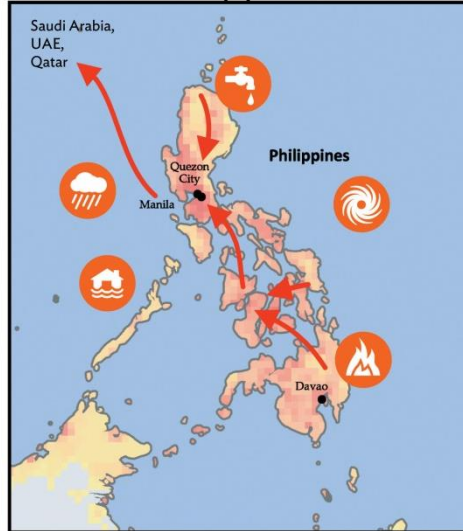 Saudi Arabia,
UAE,
Qatar
Quezon
City
Philippines
Manila
Davao